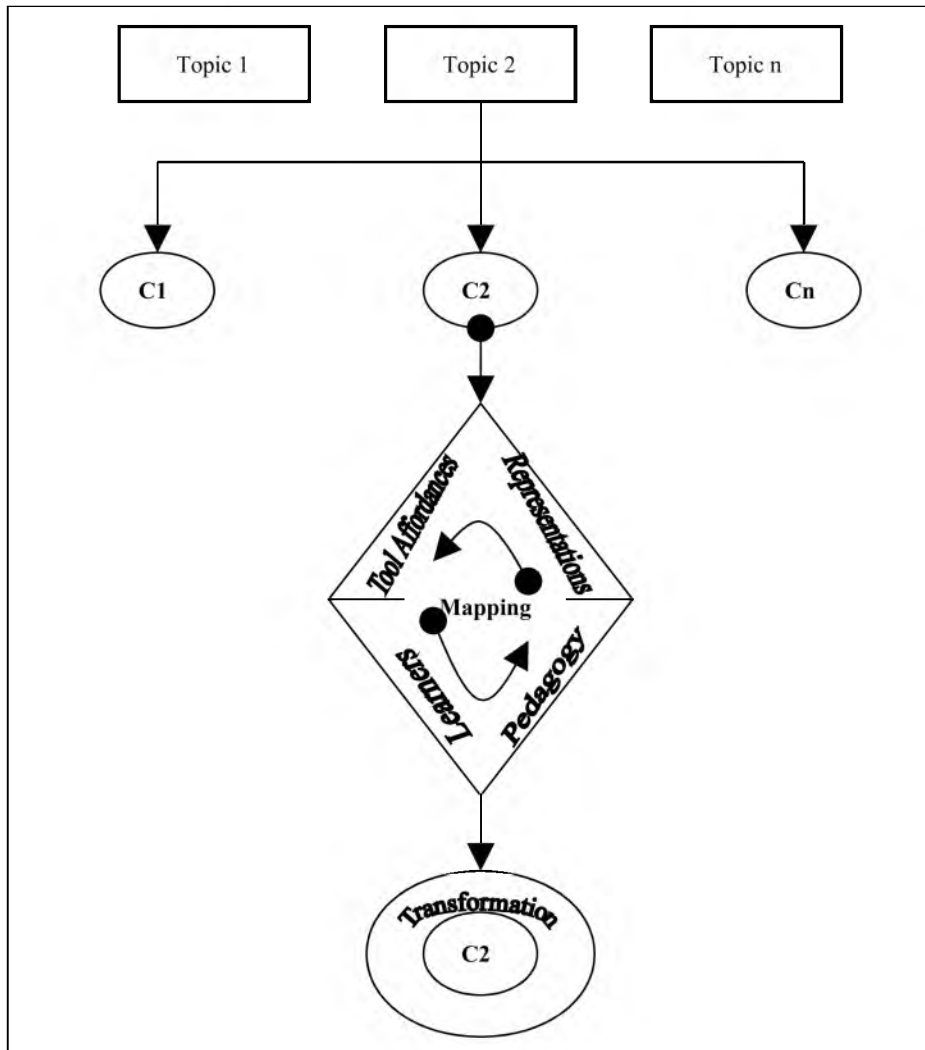 Topic 1
Topic 2
Topic n
C1
C2
Cn
Tool Affordances
Representations
Mapping
Learners
Pedagogy
Transformation
C2